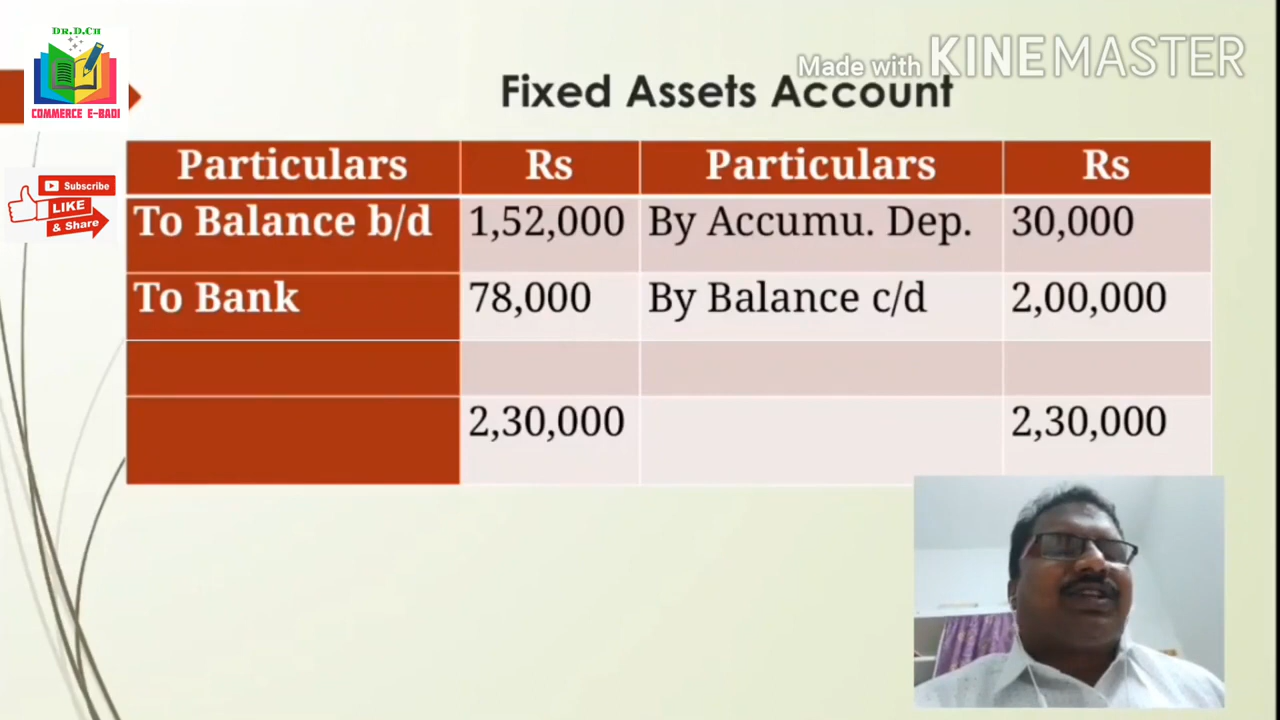 DR.D.CH
COMMERCE E-BADI
Made with KINEMASTER
Fixed Assets Account
Subscribe
LIKE
& Share
Particulars Rs Particulars Rs
To Balance b/d 1,52,000 By Accumu. Dep. 30,000
To Bank 78,000 By Balance c/d 2,00,000
2,30,000 2,30,000